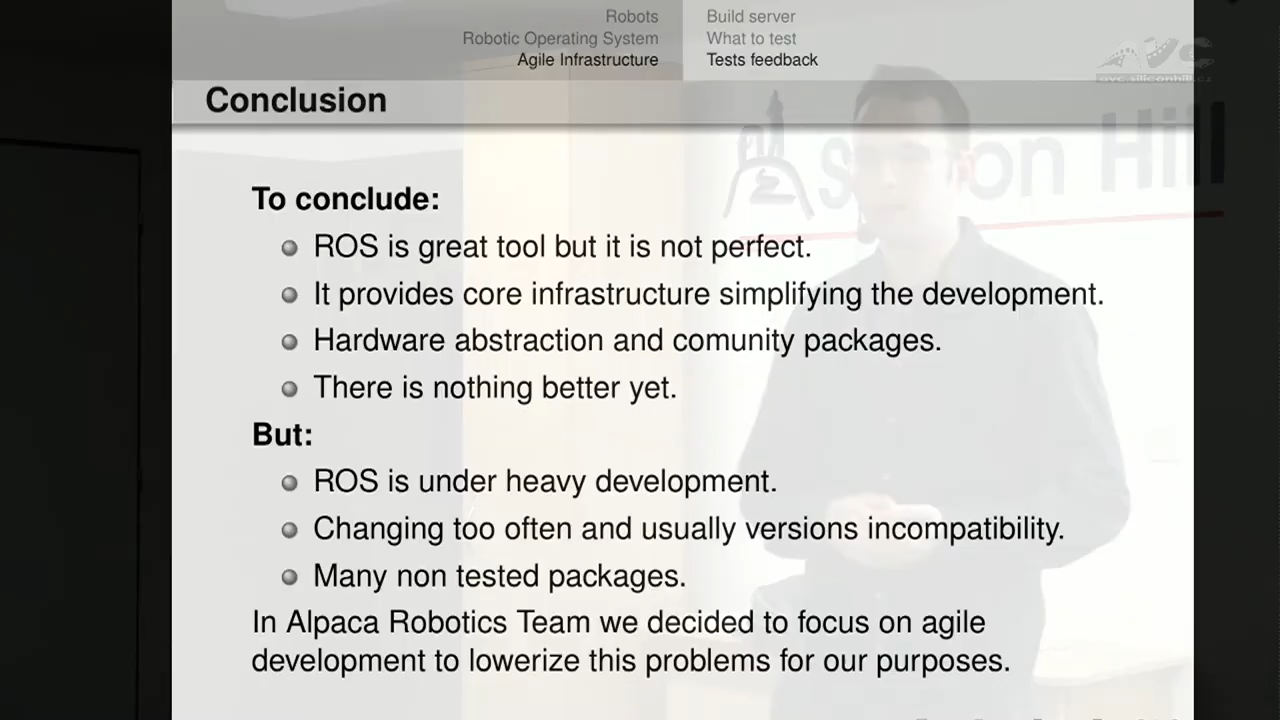 Robots
Robotic Operating System
Agile Infrastructure
Build server
What to test
Tests feedback
avc.siliconhill.cz
Conclusion
To conclude:
ROS is great tool but it is not perfect.
It provides core infrastructure simplifying the development.
Hardware abstraction and comunity packages.
There is nothing better yet.
But:
ROS is under heavy development.
Changing too often and usually versions incompatibility.
Many non tested packages.
In Alpaca Robotics Team we decided to focus on agile
development to lowerize this problems for our purposes.
Hill